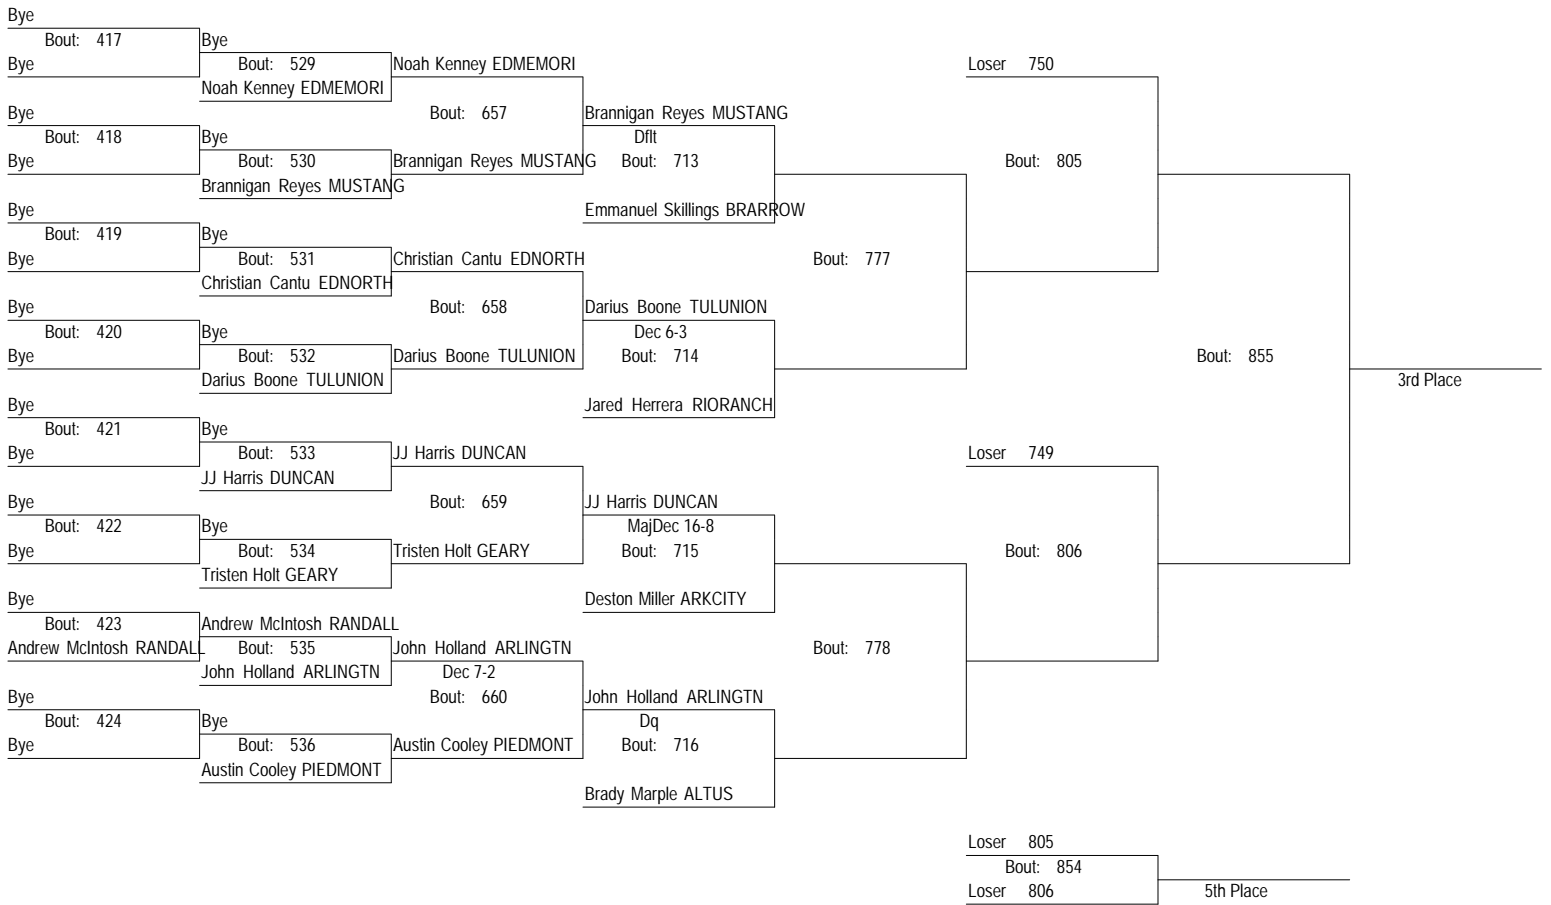 Bye
Bout: 417
Bye
Bye
Bout: 529
Noah Kenney EDMEMORI
Noah Kenney EDMEMORI
Loser 750
Bye
Bout: 657
Brannigan Reyes MUSTANG
Bout: 418
Bye
Dflt
Bye
Bout: 530
Brannigan Reyes MUSTANG
Bout: 713
Bout: 805
Brannigan Reyes MUSTANG
Bye
Emmanuel Skillings BRARROW
Bout: 419
Bye
Bye
Bout: 531
Christian Cantu EDNORTH
Bout: 777
Christian Cantu EDNORTH
Bye
Bout: 658
Darius Boone TULUNION
Bout: 420
Bye
Dec 6-3
Bye
Bout: 532
Darius Boone TULUNION
Bout: 714
Bout: 855
Darius Boone TULUNION
3rd Place
Bye
Jared Herrera RIORANCH
Bout: 421
Bye
Bye
Bout: 533
JJ Harris DUNCAN
Loser 749
JJ Harris DUNCAN
Bye
Bout: 659
JJ Harris DUNCAN
Bout: 422
Bye
MajDec 16-8
Bye
Bout: 534
Tristen Holt GEARY
Bout: 715
Bout: 806
Tristen Holt GEARY
Bye
Deston Miller ARKCITY
Bout: 423
Andrew McIntosh RANDALL
Andrew McIntosh RANDALL
Bout: 535
John Holland ARLINGTN
Bout: 778
John Holland ARLINGTN
Dec 7-2
Bye
Bout: 660
John Holland ARLINGTN
Bout: 424
Bye
Dq
Bye
Bout: 536
Austin Cooley PIEDMONT
Bout: 716
Austin Cooley PIEDMONT
Brady Marple ALTUS
Loser 805
Bout: 854
Loser 806
5th Place